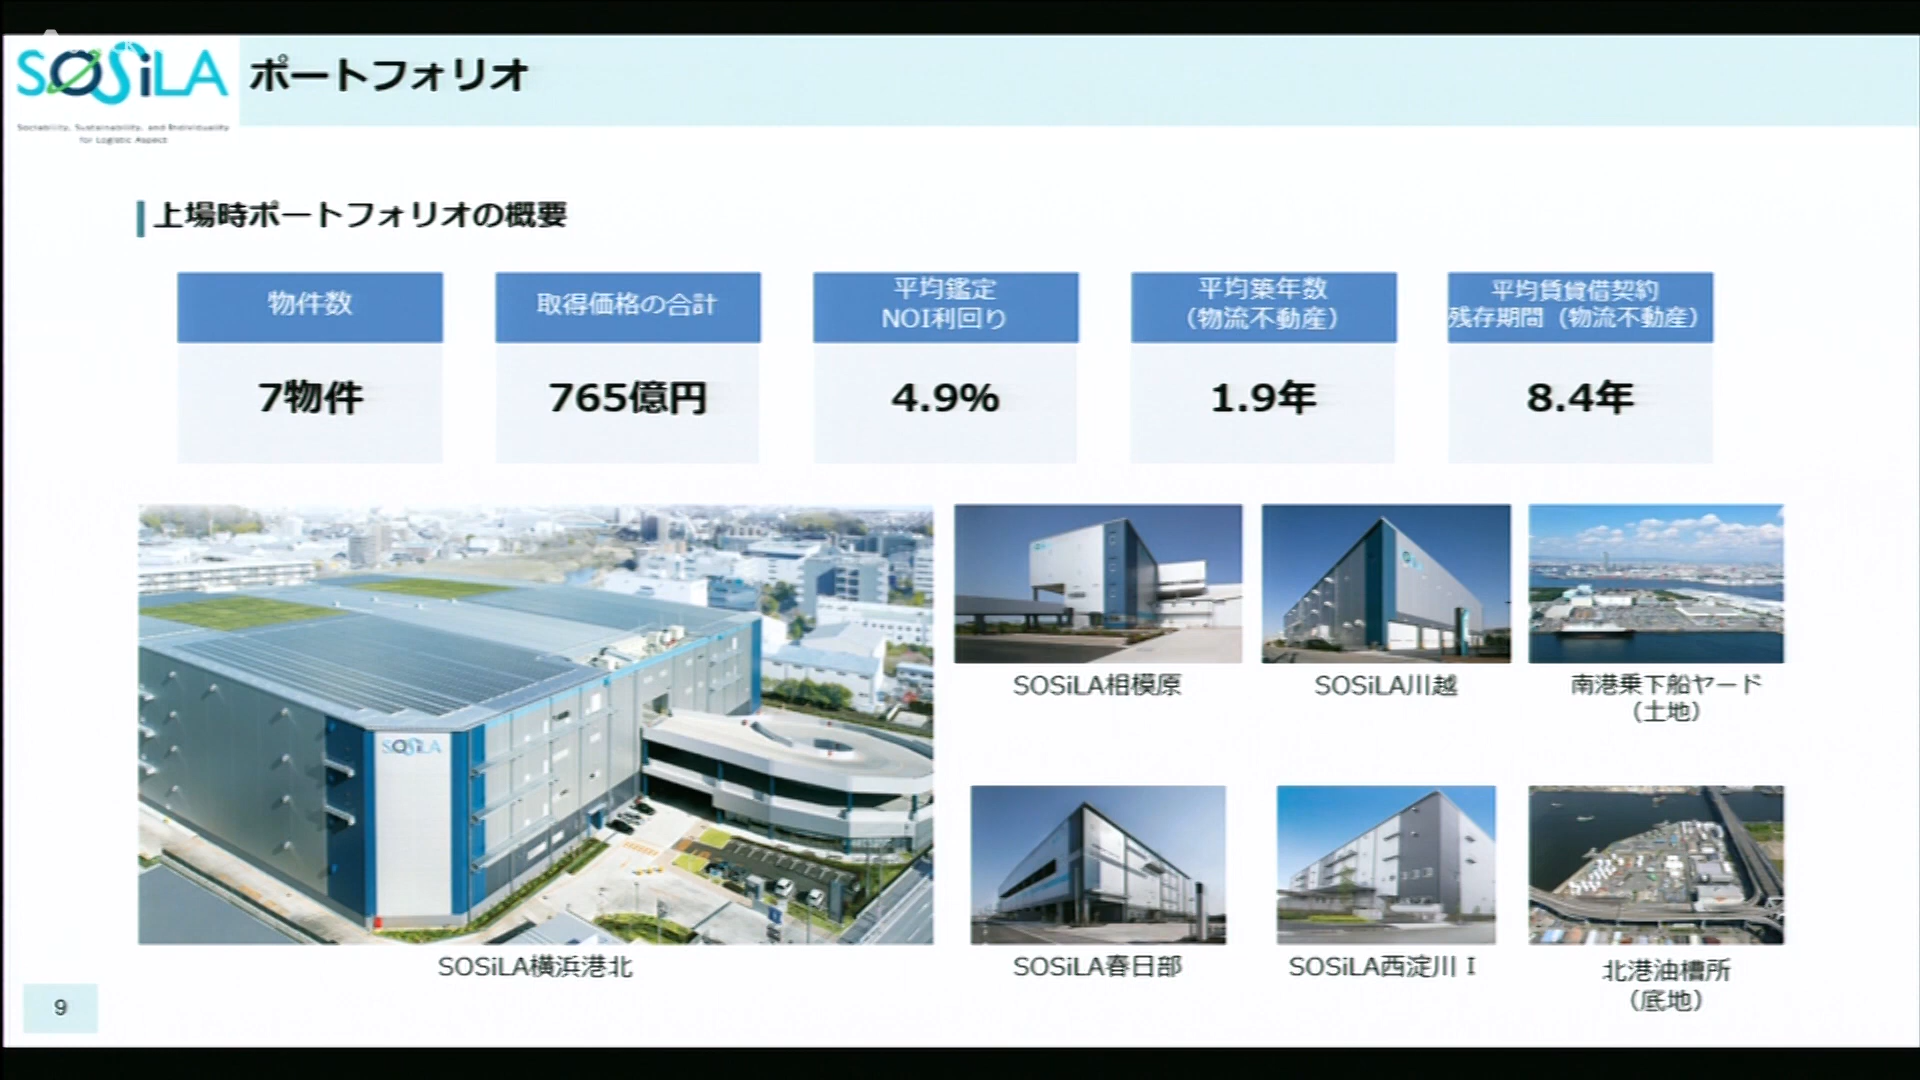 SOSiLA
ポートフォリオ
Sociability, Sustainability, and Individuality
for Logistic Aspect
上場時ポートフォリオの概要
物件数
7物件
取得価格の合計
765億円
平均鑑定
NOI利回り
4.9%
平均築年数
（物流不動産）
1.9年
平均賃貸借契約
残存期間（物流不動産）
8.4年
SOSiLA
SOSiLA横浜港北
SOSiLA相模原
SOSiLA川越
南港乗下船ヤード
（土地）
SOSiLA春日部
SOSiLA西淀川Ⅰ
北港油槽所
（底地）
9